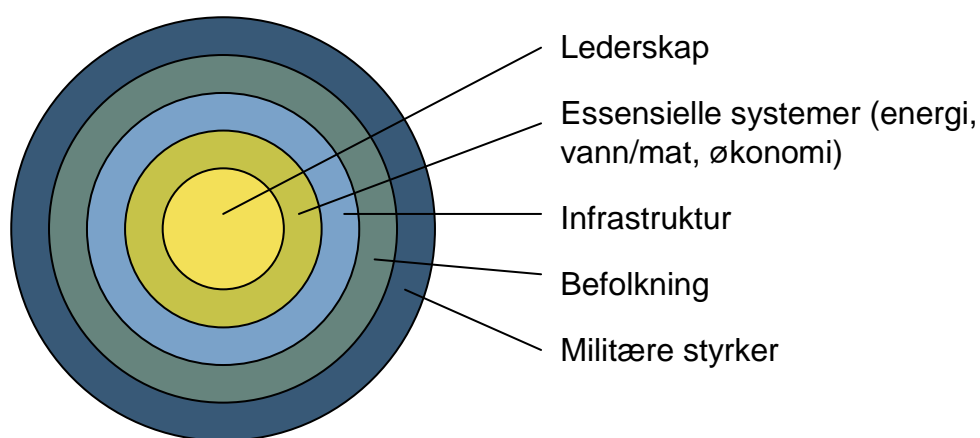 Lederskap
Essensielle systemer (energi,
vann/mat, økonomi)
Infrastruktur
Befolkning
Militære styrker